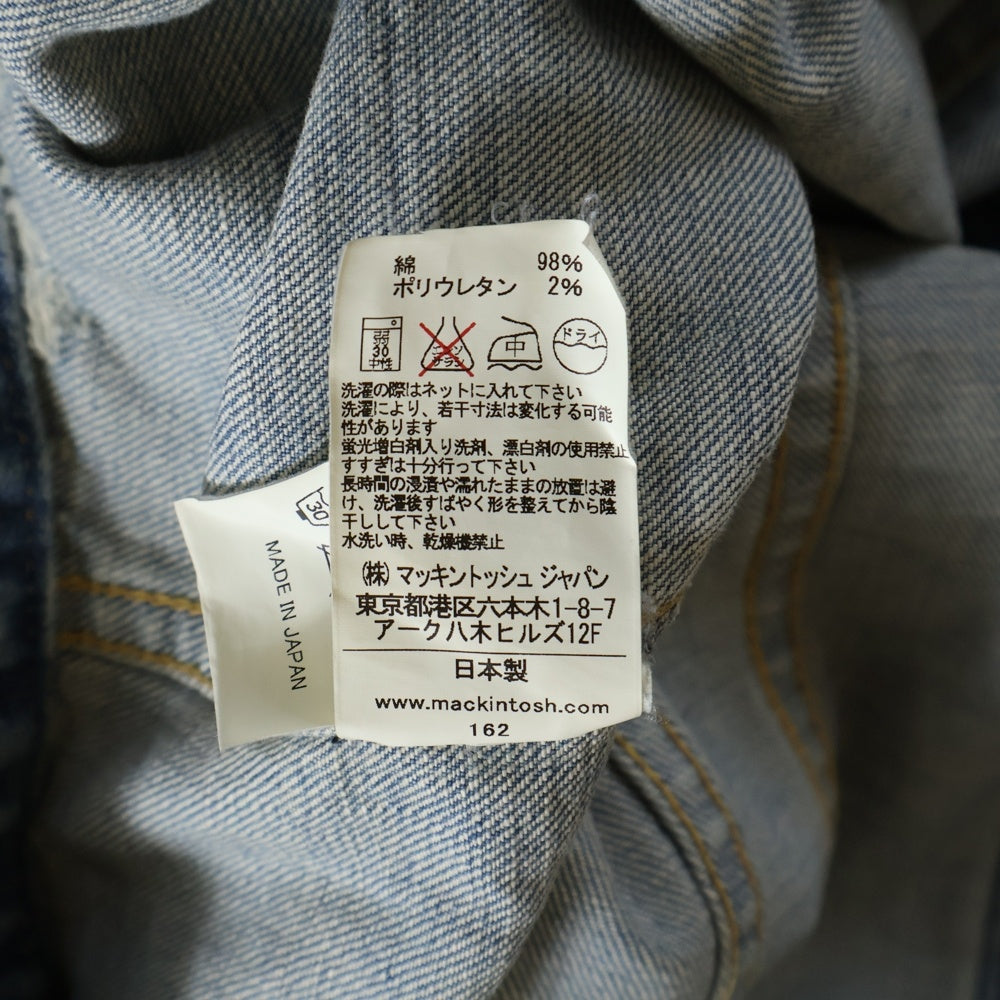 綿 98%
ポリウレタン 2%
弱
30
中性
エンソ
サラシ
中
ドライ
洗濯の際はネットに入れて下さい
洗濯により、若干寸法は変化する可能
性があります
蛍光増白剤入り洗剤、漂白剤の使用禁止
すすぎは十分行って下さい
長時間の浸漬や濡れたままの放置は避
け、洗濯後すばやく形を整えてから陰
干しして下さい
水洗い時、乾燥機禁止
(株)マッキントッシュ ジャパン
東京都港区六本木1-8-7
アーク八木ヒルズ12F
日本製
www.mackintosh.com
162
30
MADE IN JAPAN